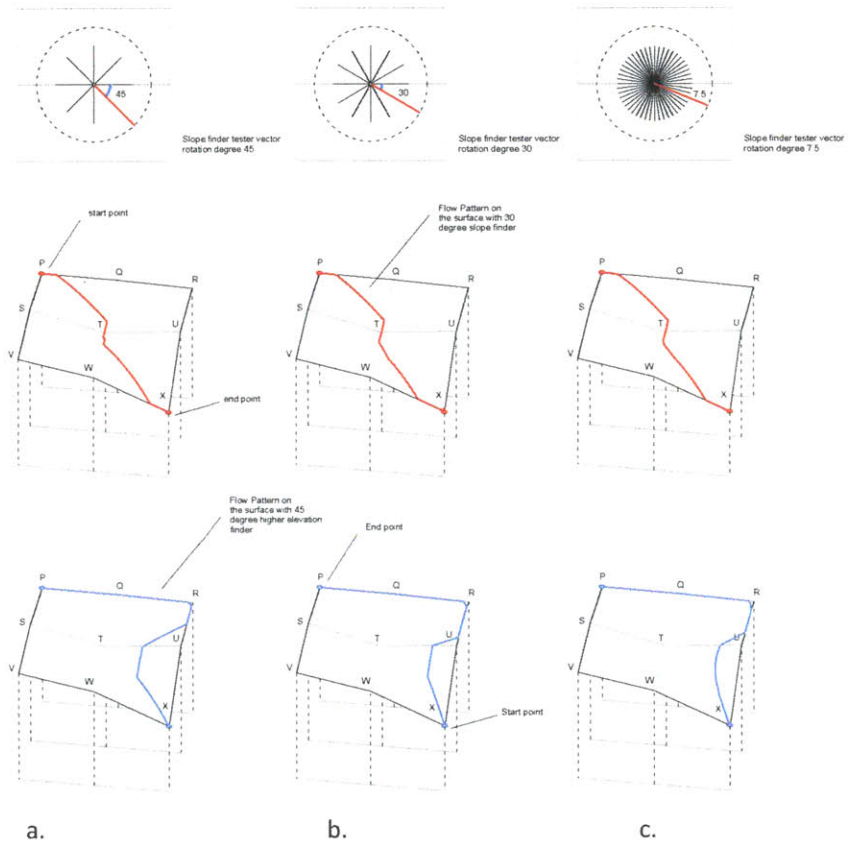 45
30
7 5
Slope finder tester vector
rotation degree 45
Slope finder tester vector
rotation degree 30
Slope finder tester vector
rotation degree 7 5
start point
Flow Pattern on
the surface with 30
degree slope finder
P
Q
R
S
T
U
V
W
X
end point
P
Q
R
S
T
U
V
W
X
P
Q
R
S
T
U
V
W
X
Flow Pattern on
the surface with 45
degree higher elevation
finder
End point
P
Q
R
S
T
U
V
W
X
P
Q
R
S
T
U
V
W
X
Start point
P
Q
R
S
T
U
V
W
X
a.
b.
c.